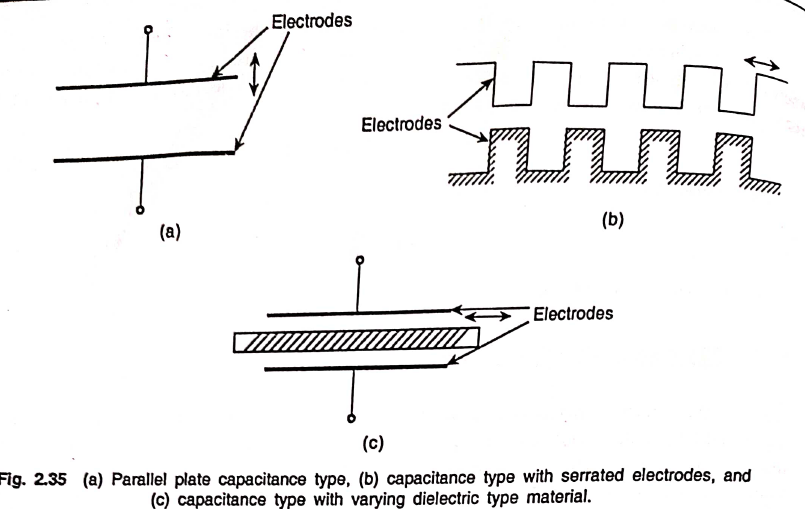 Electrodes
(a)
Electrodes
(b)
Electrodes
(c)
Fig. 2.35 (a) Parallel plate capacitance type, (b) capacitance type with serrated electrodes, and
(c) capacitance type with varying dielectric type material.